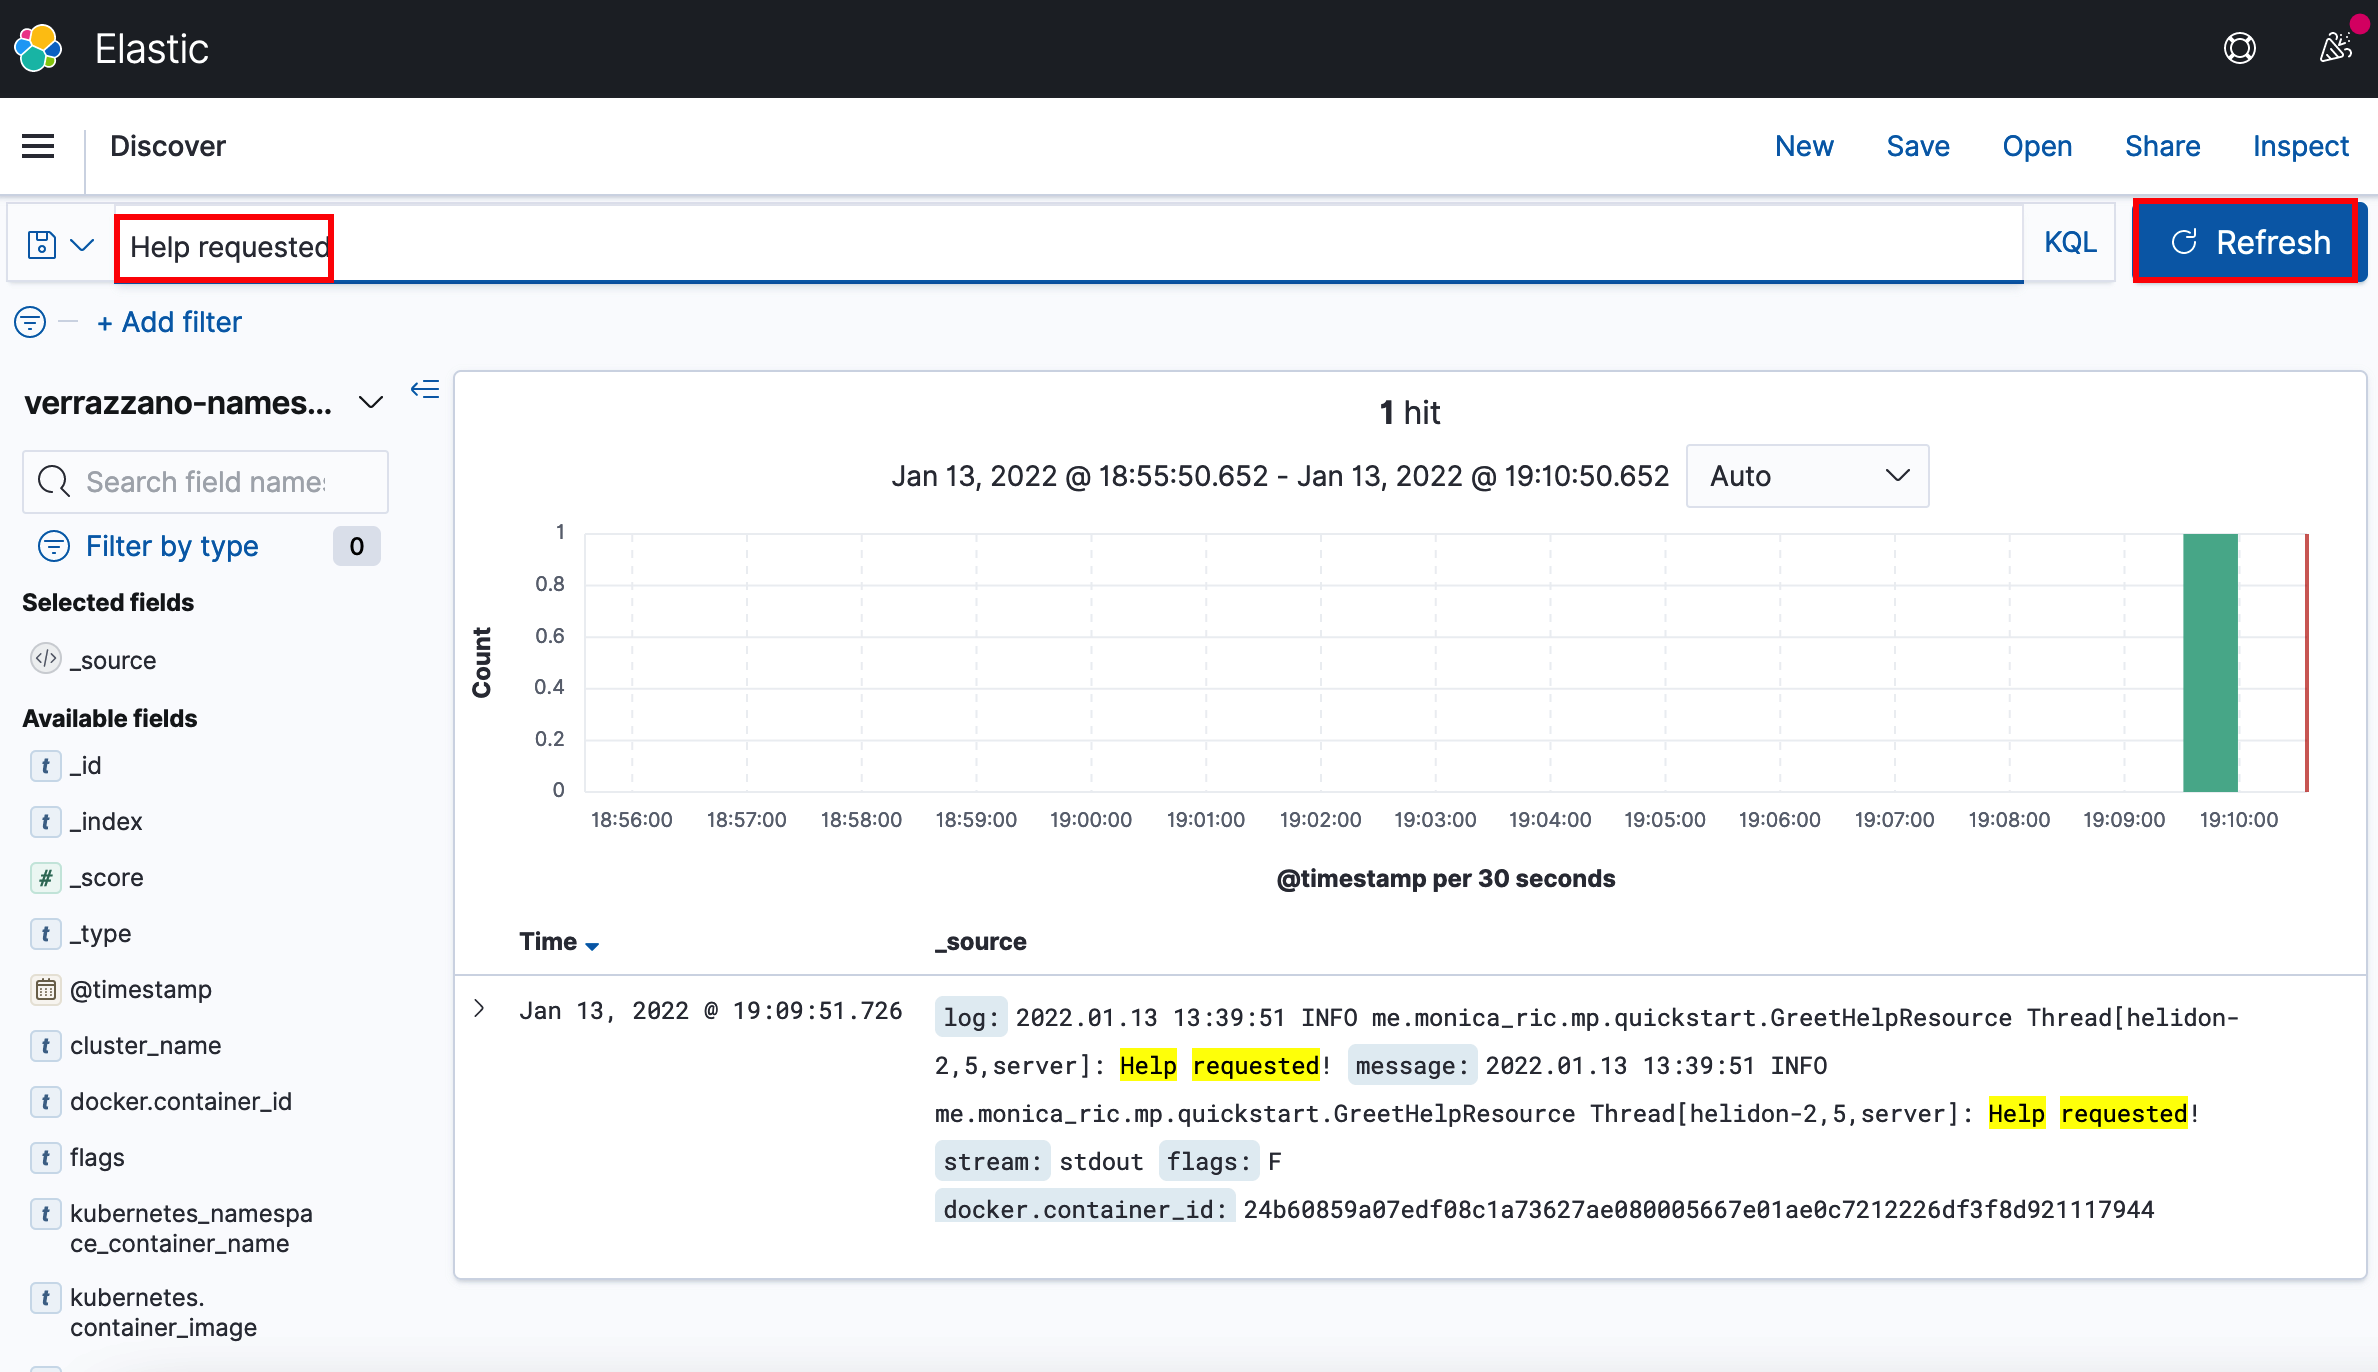 Elastic
Discover
New Save Open Share Inspect
Help requested
KQL
Refresh
+ Add filter
verrazzano-names...
Search field names
Filter by type 0
Selected fields
_source
Available fields
t _id
t _index
# _score
t _type
@timestamp
t cluster_name
t docker.container_id
t flags
t kubernetes_namespa
ce_container_name
t kubernetes.
container_image
1 hit
Jan 13, 2022 @ 18:55:50.652 - Jan 13, 2022 @ 19:10:50.652 Auto
Count
1
0.8
0.6
0.4
0.2
0
18:56:00 18:57:00 18:58:00 18:59:00 19:00:00 19:01:00 19:02:00 19:03:00 19:04:00 19:05:00 19:06:00 19:07:00 19:08:00 19:09:00 19:10:00
@timestamp per 30 seconds
Time _source
Jan 13, 2022 @ 19:09:51.726
log: 2022.01.13 13:39:51 INFO me.monica_ric.mp.quickstart.GreetHelpResource Thread[helidon-
2,5,server]: Help requested! message: 2022.01.13 13:39:51 INFO
me.monica_ric.mp.quickstart.GreetHelpResource Thread[helidon-2,5,server]: Help requested!
stream: stdout flags: F
docker.container_id: 24b60859a07edf08c1a73627ae080005667e01ae0c7212226df3f8d921117944